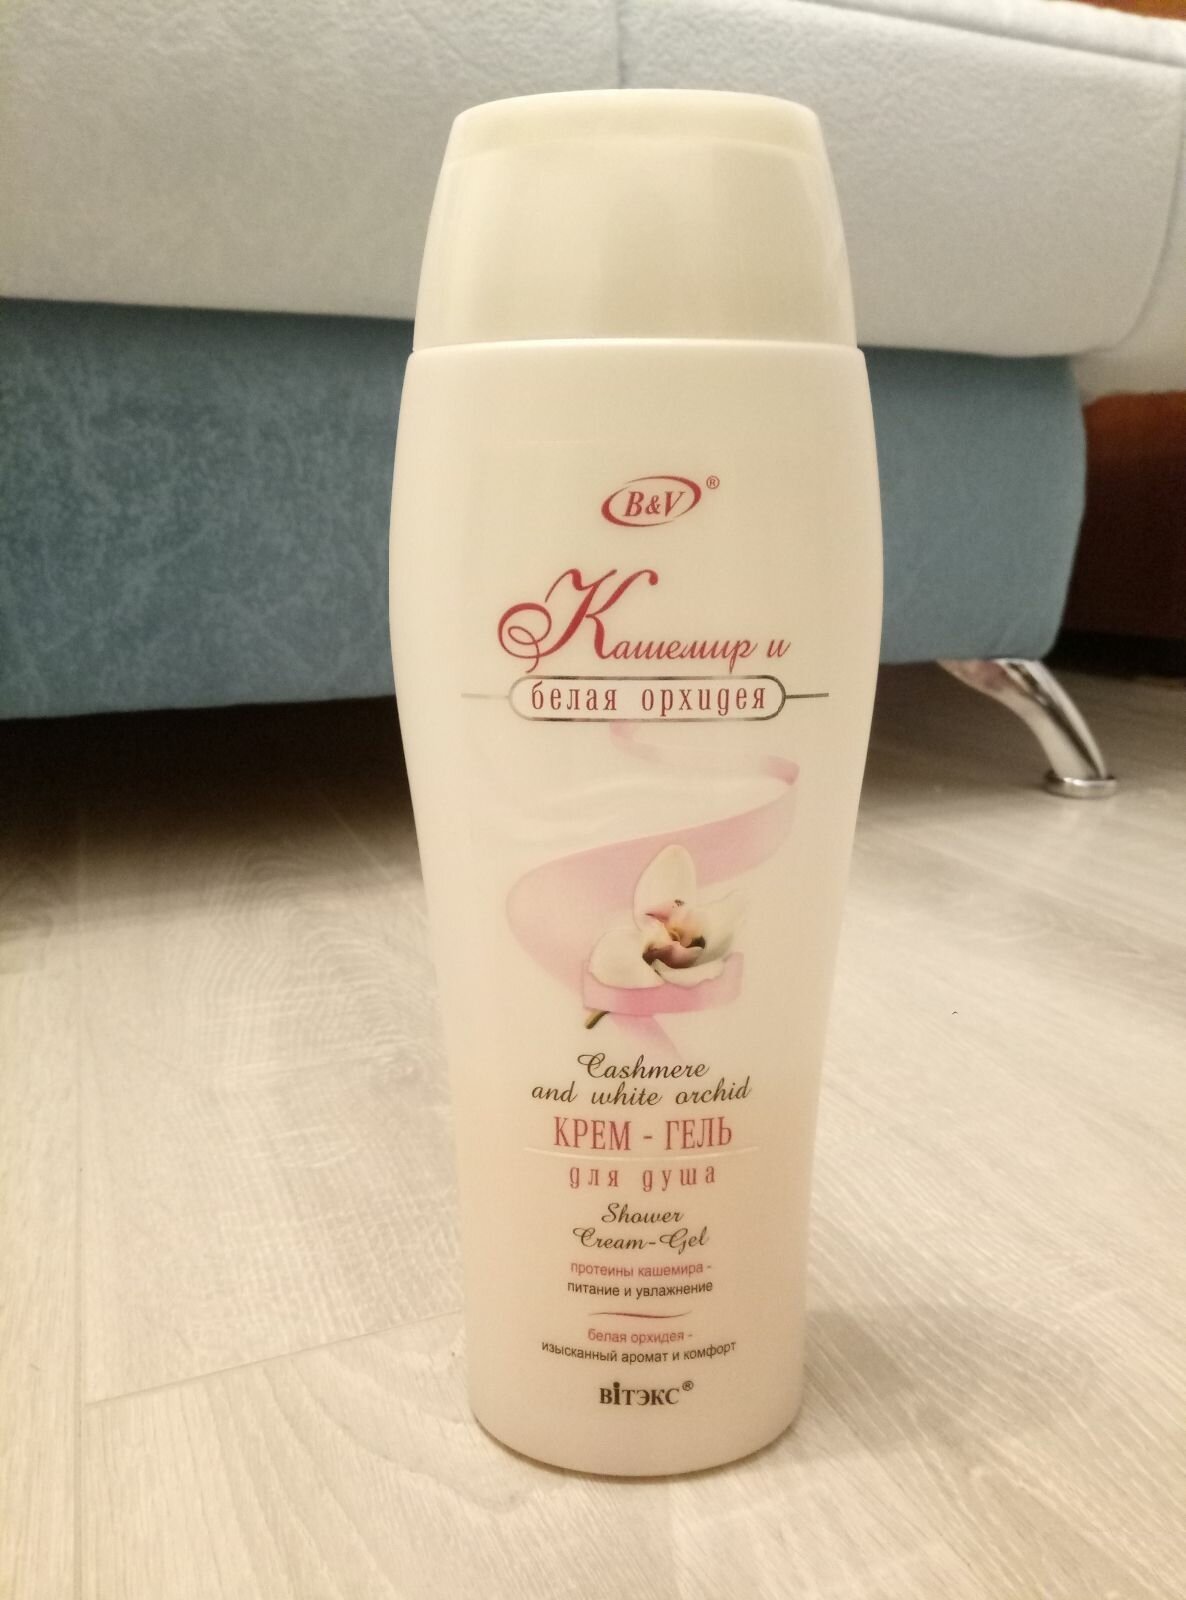 B&V®
Кашемир и
белая орхидея
Cashmere
and white orchid
КРЕМ - ГЕЛЬ
для душа
Shower
Cream-Gel
протеины кашемира -
питание и увлажнение
белая орхидея -
изысканный аромат и комфорт
вітэкс®